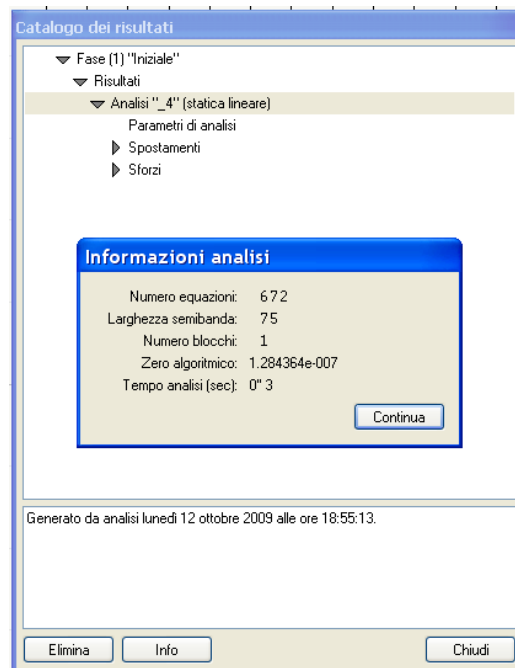 Catalogo dei risultati
Fase (1) "Iniziale"
Risultati
Analisi "_4" (statica lineare)
Parametri di analisi
Spostamenti
Sforzi
Informazioni analisi
Numero equazioni: 672
Larghezza semibanda: 75
Numero blocchi: 1
Zero algoritmico: 1.284364e-007
Tempo analisi (sec): 0" 3
Continua
Generato da analisi lunedì 12 ottobre 2009 alle ore 18:55:13.
Elimina Info Chiudi